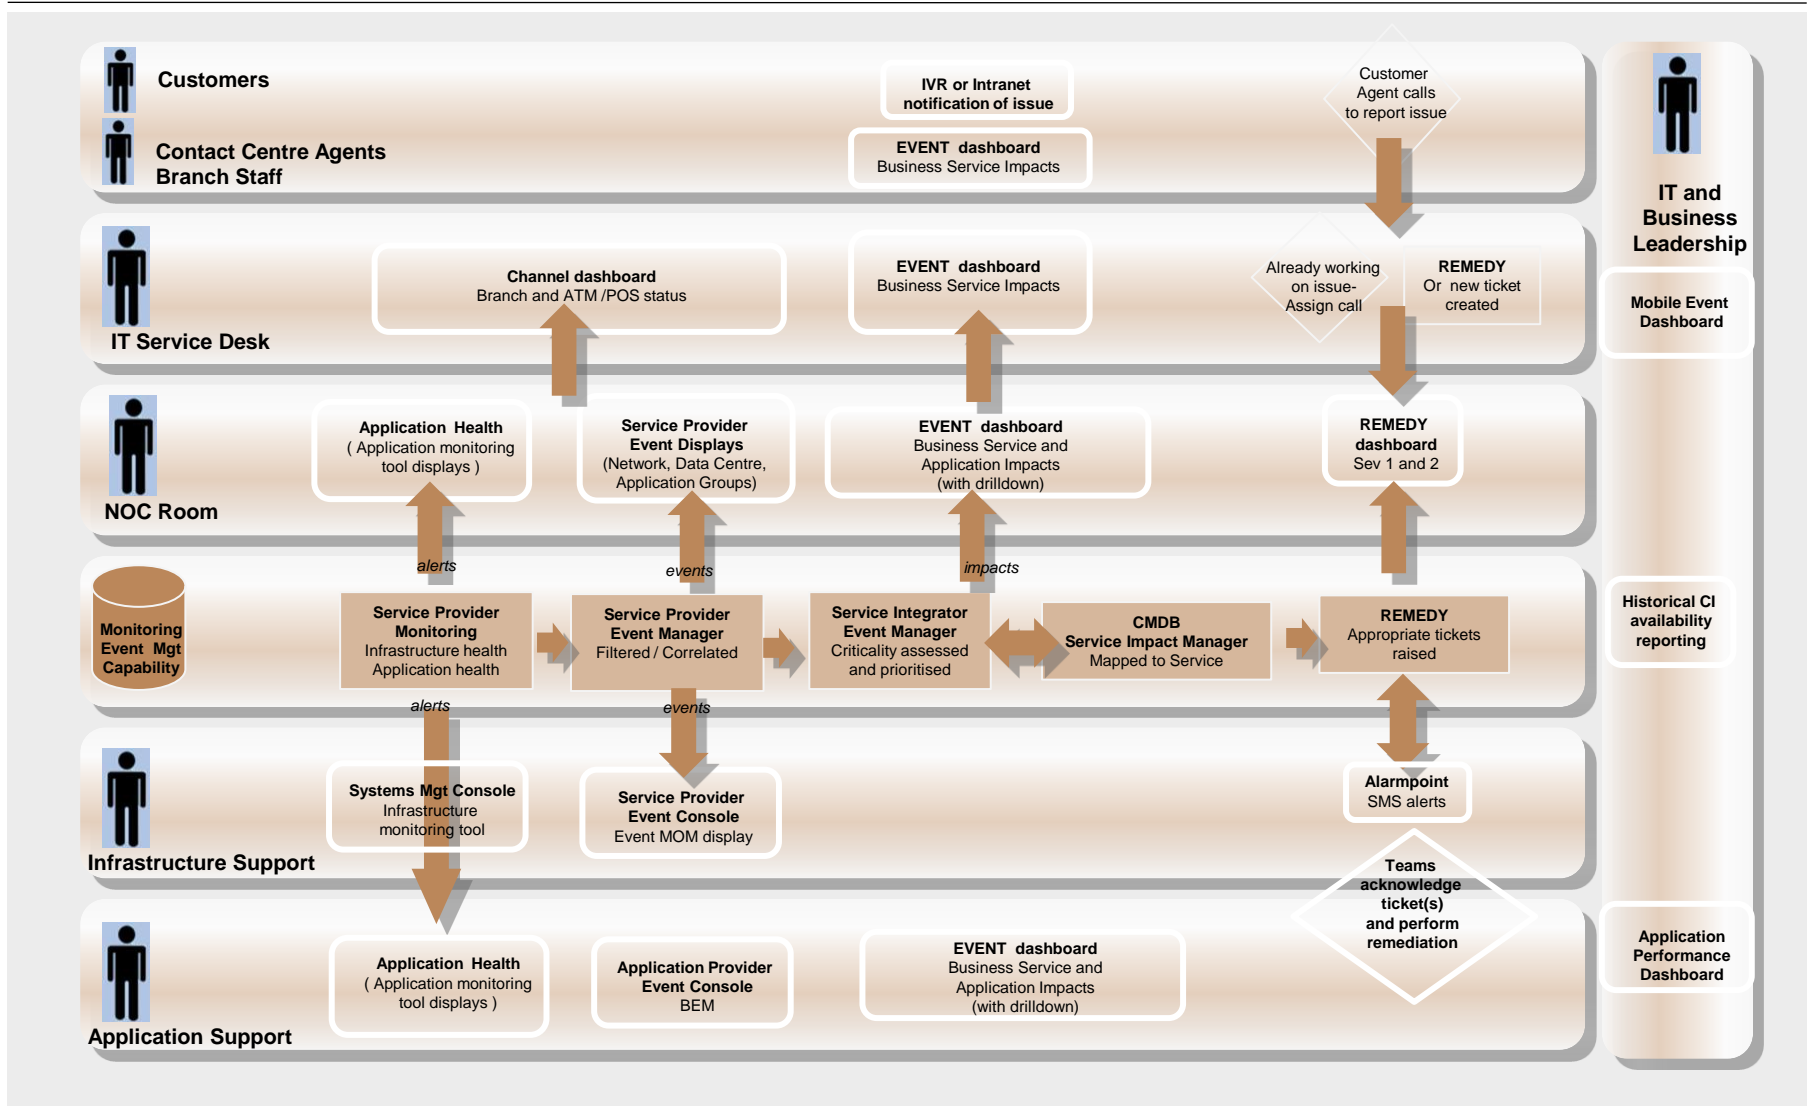 Customers
IVR or Intranet
notification of issue
Customer
Agent calls
to report issue
Contact Centre Agents
Branch Staff
EVENT dashboard
Business Service Impacts
IT and
Business
Leadership
Channel dashboard
Branch and ATM /POS status
EVENT dashboard
Business Service Impacts
Already working
on issue-
Assign call
REMEDY
Or new ticket
created
IT Service Desk
Mobile Event
Dashboard
Application Health
( Application monitoring
tool displays )
Service Provider
Event Displays
(Network, Data Centre,
Application Groups)
EVENT dashboard
Business Service and
Application Impacts
(with drilldown)
REMEDY
dashboard
Sev 1 and 2
NOC Room
alerts
events
impacts
Monitoring
Event Mgt
Capability
Service Provider
Monitoring
Infrastructure health
Application health
Service Provider
Event Manager
Filtered / Correlated
Service Integrator
Event Manager
Criticality assessed
and prioritised
CMDB
Service Impact Manager
Mapped to Service
REMEDY
Appropriate tickets
raised
Historical CI
availability
reporting
alerts
events
Systems Mgt Console
Infrastructure
monitoring tool
Service Provider
Event Console
Event MOM display
Alarmpoint
SMS alerts
Infrastructure Support
Teams
acknowledge
ticket(s)
and perform
remediation
Application Health
( Application monitoring
tool displays )
Application Provider
Event Console
BEM
EVENT dashboard
Business Service and
Application Impacts
(with drilldown)
Application
Performance
Dashboard
Application Support